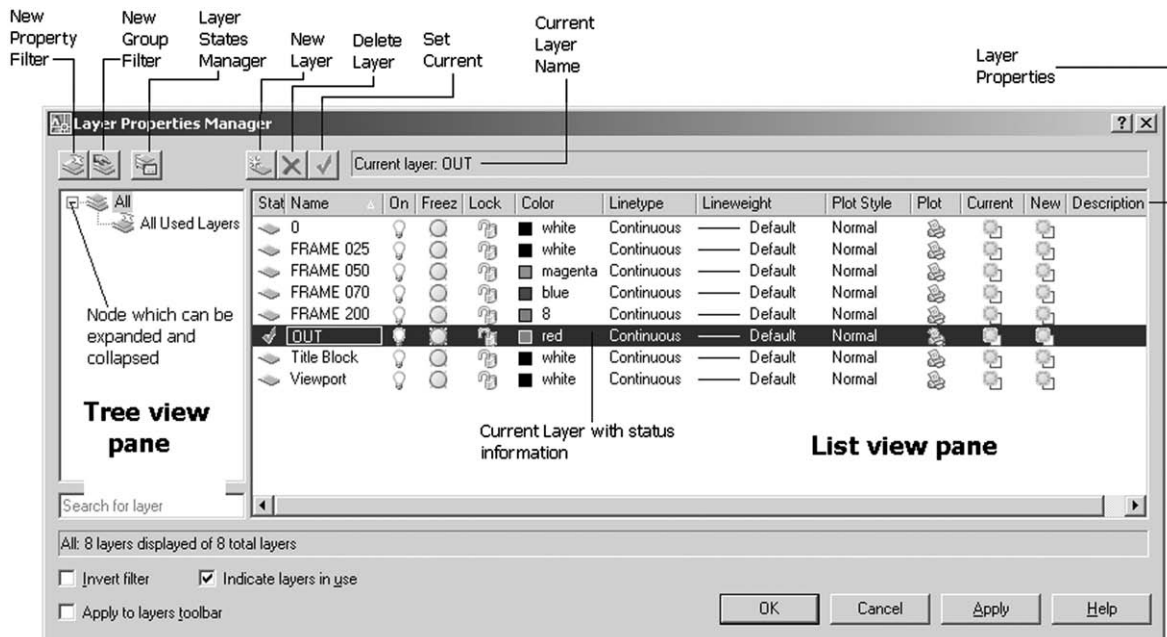 New Property Filter
New Group Filter
Layer States Manager
New Layer
Delete Layer
Set Current
Current Layer Name
Layer Properties
Layer Properties Manager
Current layer: OUT
All
All Used Layers
Node which can be expanded and collapsed
Tree view pane
Search for layer
Stat Name On Freez Lock Color Linetype Lineweight Plot Style Plot Current New Description
0 white Continuous Default Normal
FRAME 025 white Continuous Default Normal
FRAME 050 magenta Continuous Default Normal
FRAME 070 blue Continuous Default Normal
FRAME 200 8 Continuous Default Normal
OUT red Continuous Default Normal
Title Block white Continuous Default Normal
Viewport white Continuous Default Normal
Current Layer with status information
List view pane
All: 8 layers displayed of 8 total layers
Invert filter
Indicate layers in use
Apply to layers toolbar
OK
Cancel
Apply
Help